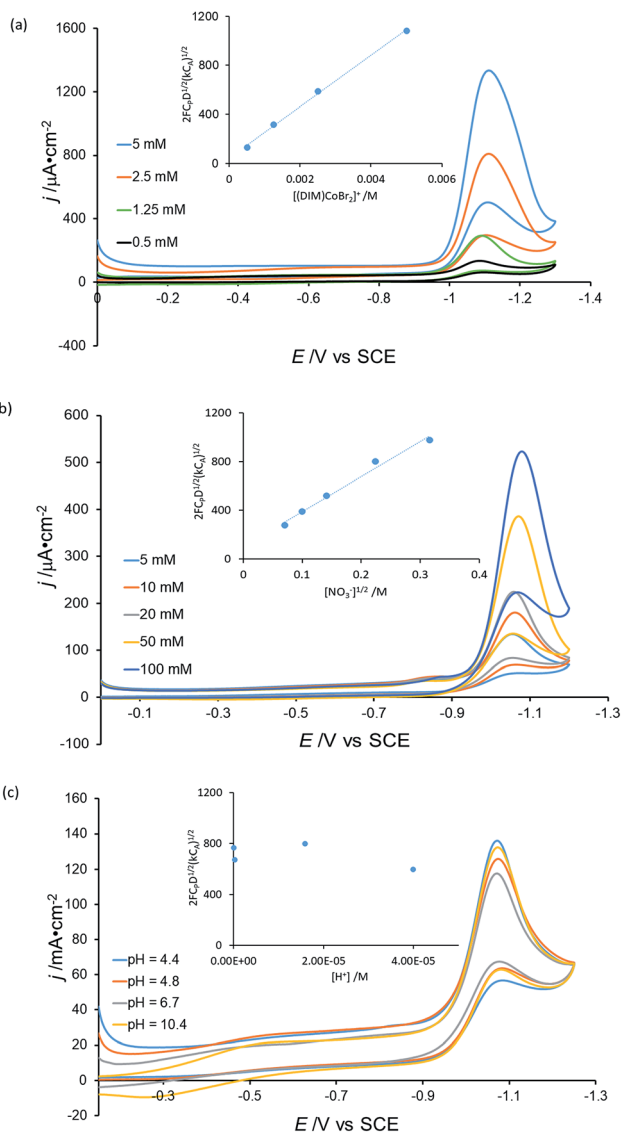 (a)
1600
1200
800
400
0
-400
j /µA•cm-2
5 mM
2.5 mM
1.25 mM
0.5 mM
1200
800
400
0
2FCPD1/2(kCA)1/2
0 0.002 0.004 0.006
[(DIM)CoBr2]+ /M
0 -0.2 -0.4 -0.6 -0.8 -1 -1.2 -1.4
E /V vs SCE
b)
600
500
400
300
200
100
0
-100
j /µA•cm-2
5 mM
10 mM
20 mM
50 mM
100 mM
1200
800
400
0
2FCPD1/2(kCA)1/2
0 0.1 0.2 0.3 0.4
[NO3-]1/2 /M
-0.1 -0.3 -0.5 -0.7 -0.9 -1.1 -1.3
E /V vs SCE
(c)
160
140
120
100
80
60
40
20
0
-20
j /mA•cm-2
pH = 4.4
pH = 4.8
pH = 6.7
pH = 10.4
1200
800
400
0
2FCPD1/2(kCA)1/2
0.00E+00 2.00E-05 4.00E-05
[H+] /M
-0.3 -0.5 -0.7 -0.9 -1.1 -1.3
E /V vs SCE